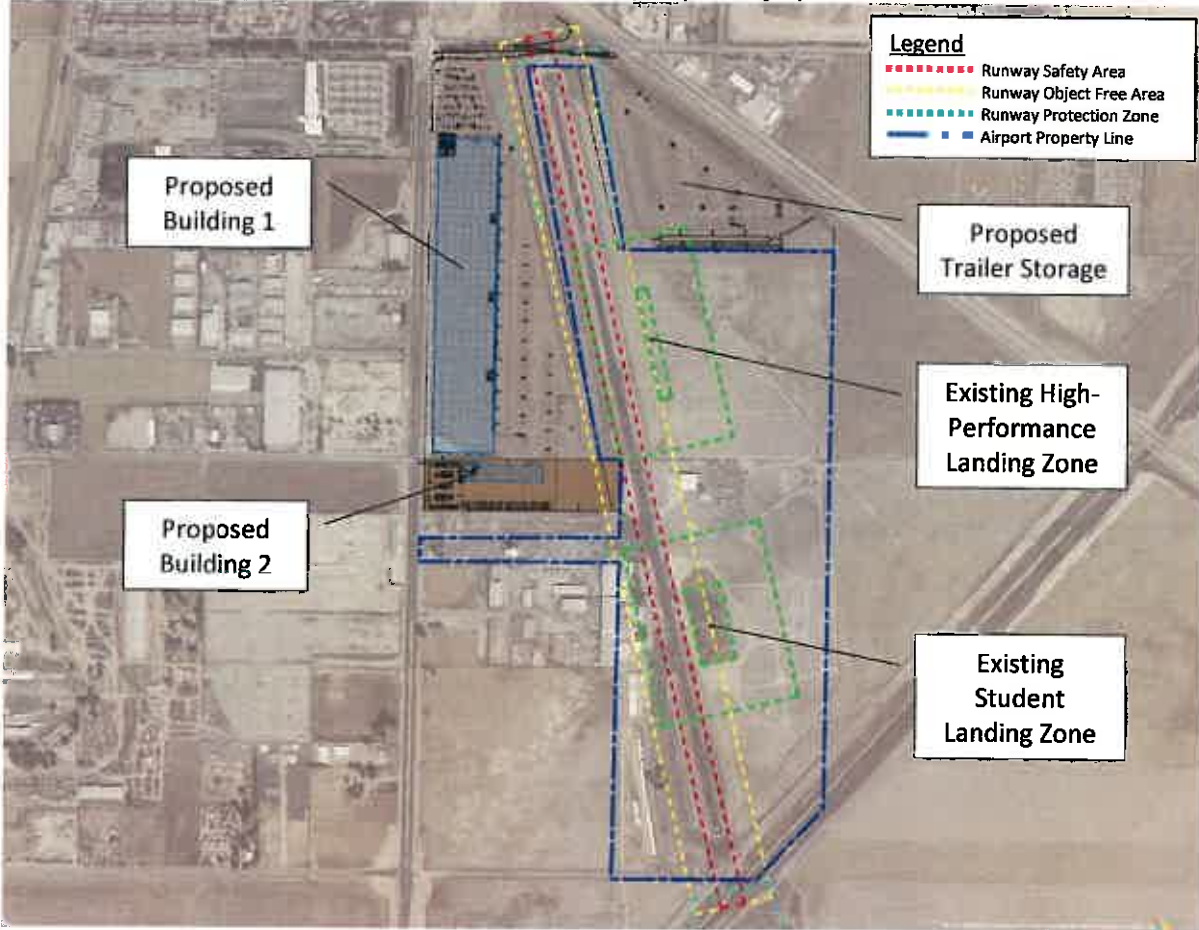 Legend
Runway Safety Area
Runway Object Free Area
Runway Protection Zone
Airport Property Line
Proposed
Building 1
Proposed
Trailer Storage
Existing High-
Performance
Landing Zone
Proposed
Building 2
Existing
Student
Landing Zone